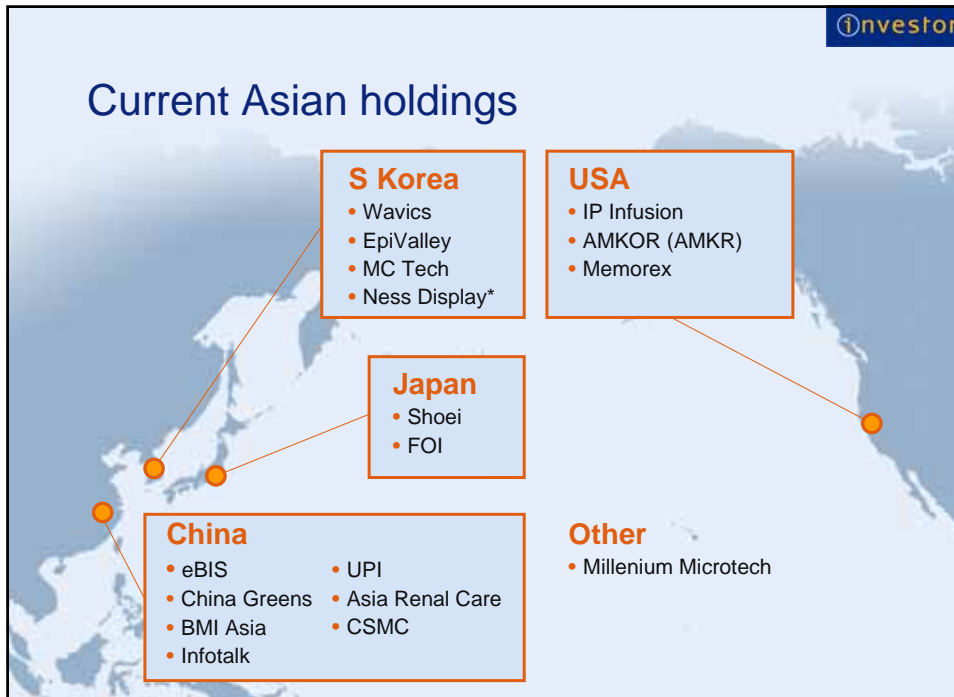 investor
Current Asian holdings
S Korea
• Wavics
• EpiValley
• MC Tech
• Ness Display*
USA
• IP Infusion
• AMKOR (AMKR)
• Memorex
Japan
• Shoei
• FOI
China
• eBIS
• China Greens
• BMI Asia
• Infotalk
• UPI
• Asia Renal Care
• CSMC
Other
• Millenium Microtech